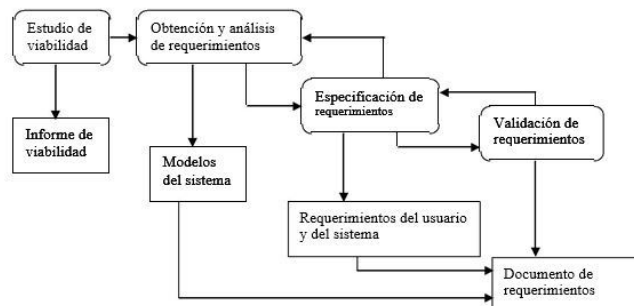 Estudio de
viabilidad
Obtención y análisis
de requerimientos
Especificación de
requerimientos
Validación de
requerimientos
Informe de
viabilidad
Modelos
del sistema
Requerimientos del usuario
y del sistema
Documento de
requerimientos